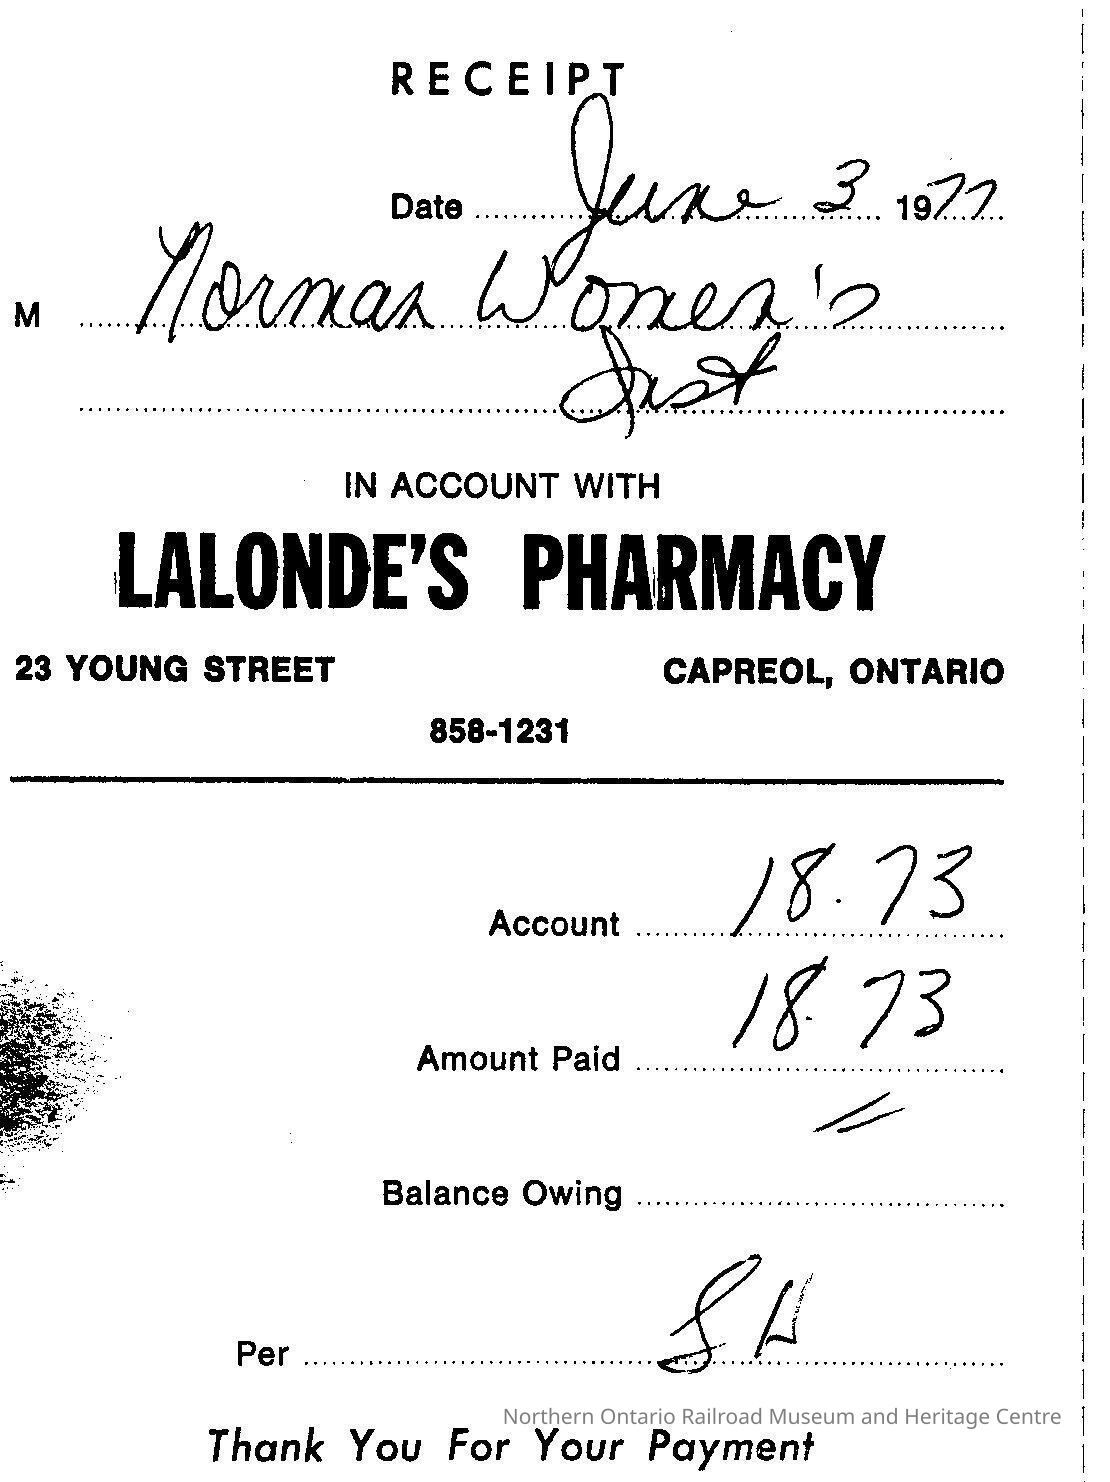 RECEIPT
Date June 3 1977
M Norman Women's
Inst
IN ACCOUNT WITH
LALONDE'S PHARMACY
23 YOUNG STREET CAPREOL, ONTARIO
858-1231
Account 18.73
Amount Paid 18.73
Balance Owing
Per
Northern Ontario Railroad Museum and Heritage Centre
Thank You For Your Payment